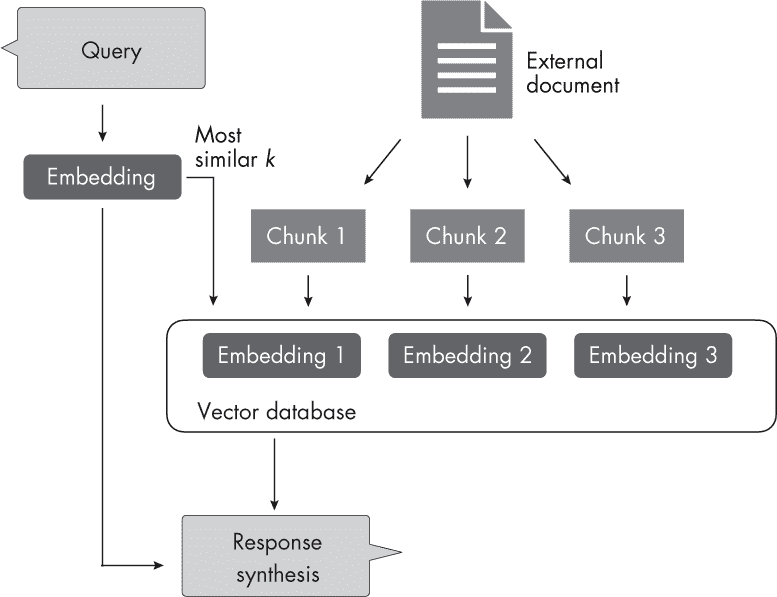 Query
External
document
Most
similar k
Embedding
Chunk 1
Chunk 2
Chunk 3
Embedding 1
Embedding 2
Embedding 3
Vector database
Response
synthesis